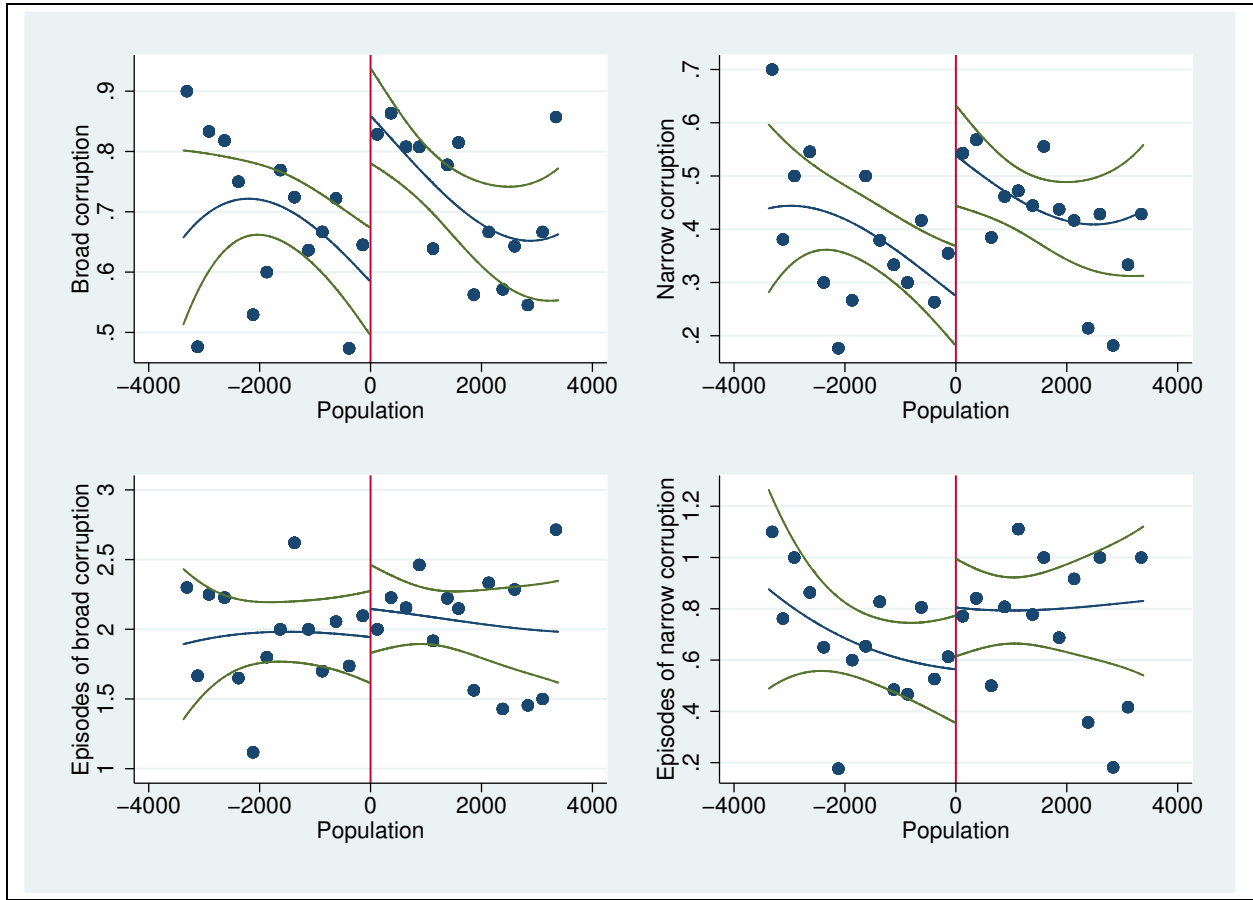 Broad corruption
.5 .6 .7 .8 .9
−4000 −2000 0 2000 4000
Population
Narrow corruption
.2 .3 .4 .5 .6 .7
−4000 −2000 0 2000 4000
Population
Episodes of broad corruption
1 1.5 2 2.5 3
−4000 −2000 0 2000 4000
Population
Episodes of narrow corruption
.2 .4 .6 .8 1 1.2
−4000 −2000 0 2000 4000
Population